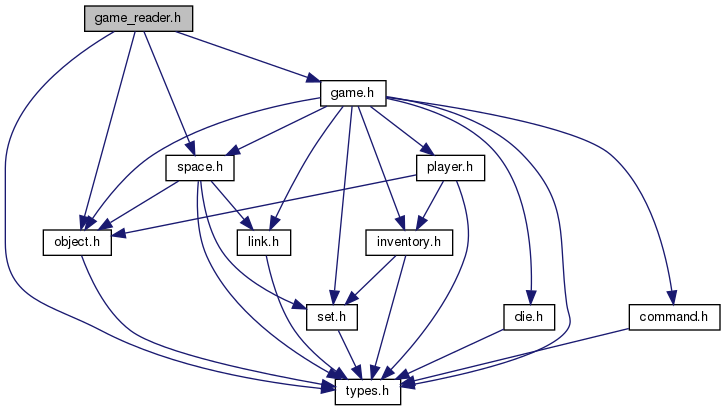 game_reader.h
game.h
space.h
player.h
object.h
link.h
inventory.h
set.h
die.h
command.h
types.h